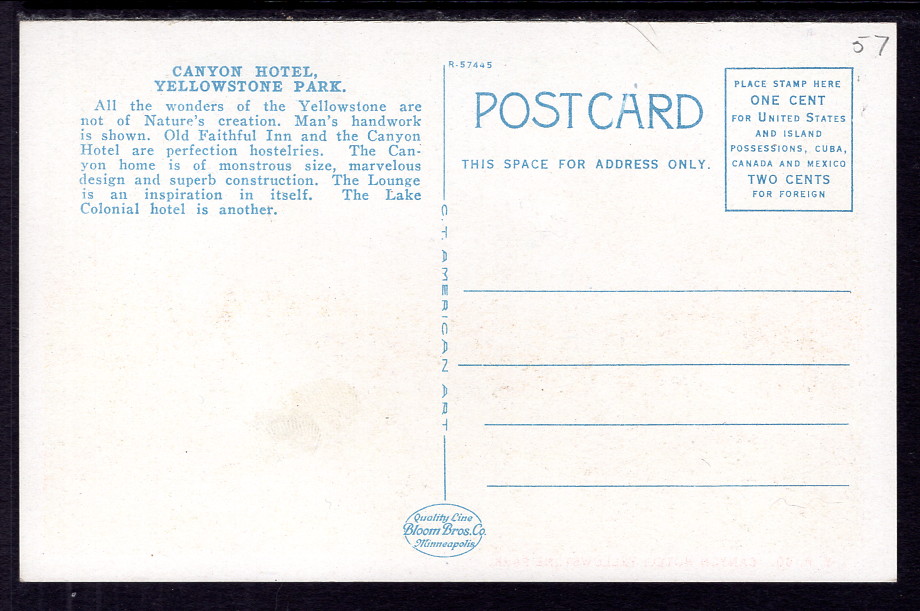 CANYON HOTEL,
YELLOWSTONE PARK.
All the wonders of the Yellowstone are
not of Nature's creation. Man's handwork
is shown. Old Faithful Inn and the Canyon
Hotel are perfection hostelries. The Can-
yon home is of monstrous size, marvelous
design and superb construction. The Lounge
is an inspiration in itself. The Lake
Colonial hotel is another.
C.T. AMERICAN ART
Quality Line
Bloom Bros. Co.
Minneapolis
R-57445
POST CARD
THIS SPACE FOR ADDRESS ONLY.
57
PLACE STAMP HERE
ONE CENT
FOR UNITED STATES
AND ISLAND
POSSESSIONS, CUBA,
CANADA AND MEXICO
TWO CENTS
FOR FOREIGN